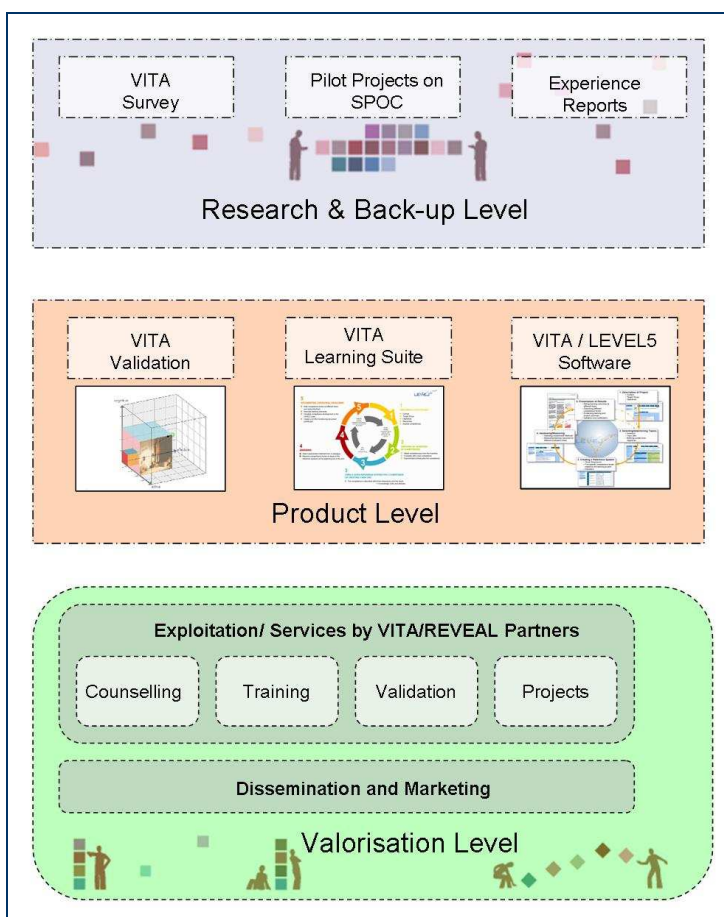 VITA
Survey
Pilot Projects on
SPOC
Experience
Reports
Research & Back-up Level
VITA
Validation
VITA
Learning Suite
VITA / LEVEL5
Software
Product Level
Exploitation/ Services by VITA/REVEAL Partners
Counselling
Training
Validation
Projects
Dissemination and Marketing
Valorisation Level